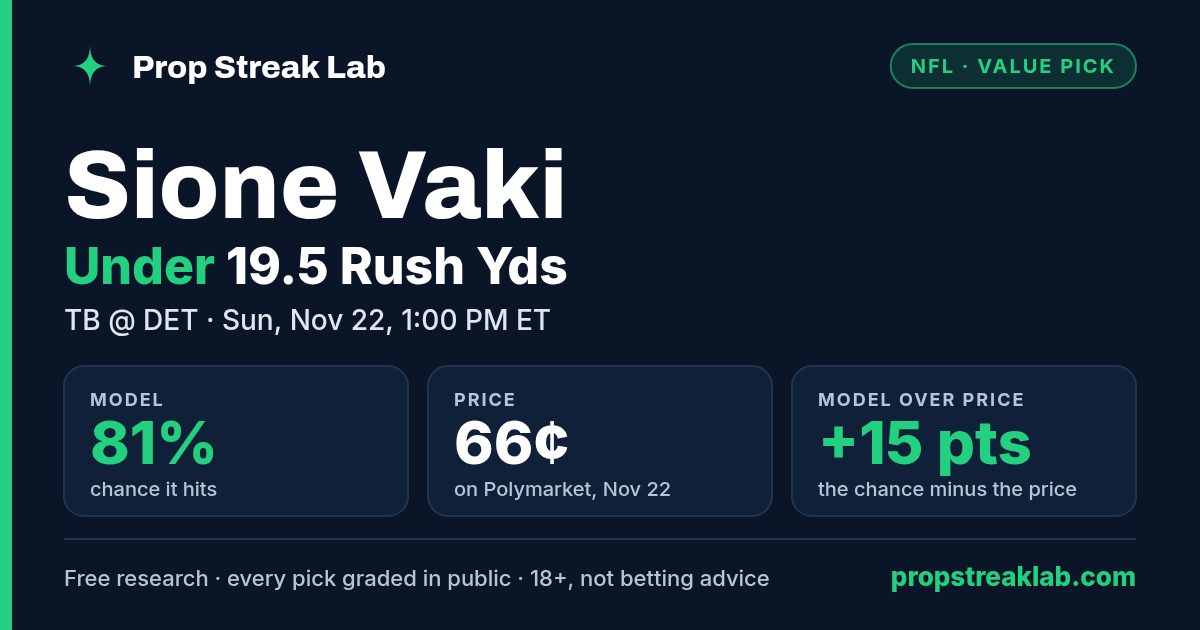 Prop Streak Lab
NFL · VALUE PICK
Sione Vaki
Under 19.5 Rush Yds
TB @ DET · Sun, Nov 22, 1:00 PM ET
MODEL
81%
chance it hits
PRICE
66¢
on Polymarket, Nov 22
MODEL OVER PRICE
+15 pts
the chance minus the price
Free research · every pick graded in public · 18+, not betting advice
propstreaklab.com